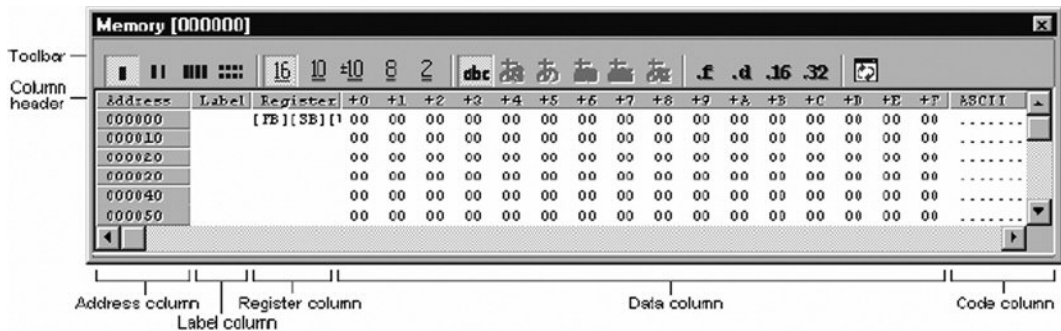 Memory [000000]
Toolbar
16 10 ±10 8 2 abc あ .f .d .16 .32
Column header
Address Label Register +0 +1 +2 +3 +4 +5 +6 +7 +8 +9 +A +B +C +D +E +F ASCII
000000 [FB][SB][ 00 00 00 00 00 00 00 00 00 00 00 00 00 00 00 00 .......
000010 00 00 00 00 00 00 00 00 00 00 00 00 00 00 00 00 .......
000020 00 00 00 00 00 00 00 00 00 00 00 00 00 00 00 00 .......
000030 00 00 00 00 00 00 00 00 00 00 00 00 00 00 00 00 .......
000040 00 00 00 00 00 00 00 00 00 00 00 00 00 00 00 00 .......
000050 00 00 00 00 00 00 00 00 00 00 00 00 00 00 00 00 .......
Address column Register column Data column Code column
Label column